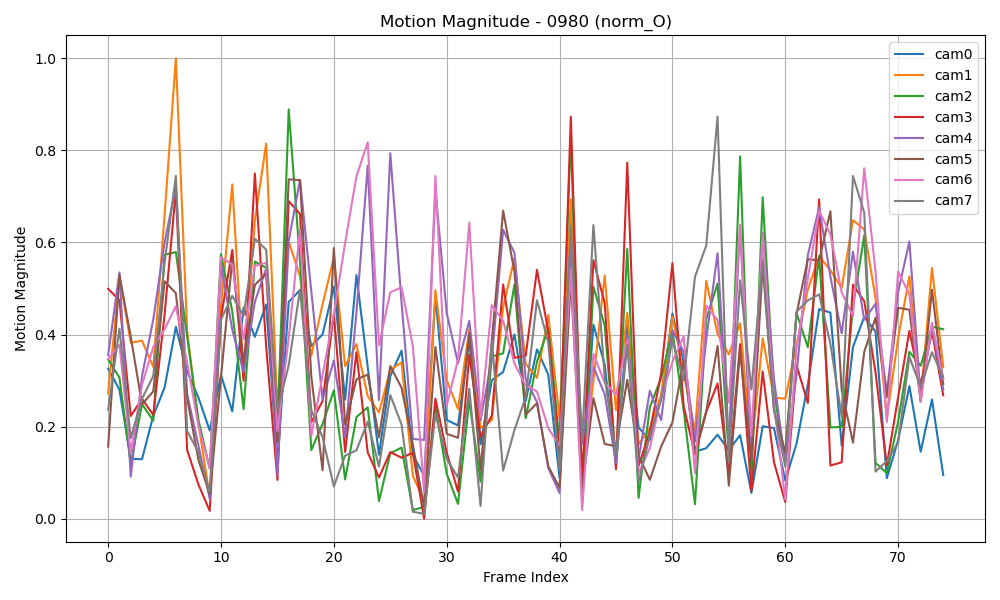 Motion Magnitude - 0980 (norm_O)
Motion Magnitude
1.0
0.8
0.6
0.4
0.2
0.0
0 10 20 30 40 50 60 70
Frame Index
cam0
cam1
cam2
cam3
cam4
cam5
cam6
cam7